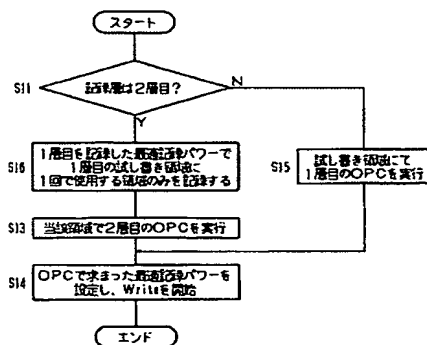 スタート
S11
記録層は２層目？
N
Y
S16
１層目を記録した最適記録パワーで
１層目の試し書き領域に
１回で使用する領域のみを記録する
S15
試し書き領域にて
１層目のＯＰＣを実行
S13
当該領域で２層目のＯＰＣを実行
S14
ＯＰＣで求まった最適記録パワーを
設定し、Writeを開始
エンド